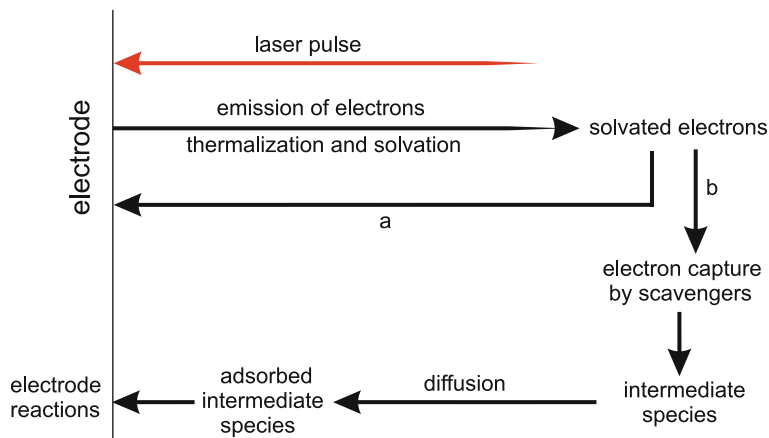 laser pulse
electrode
emission of electrons
thermalization and solvation
solvated electrons
a
b
electron capture
by scavengers
electrode
reactions
adsorbed
intermediate
species
diffusion
intermediate
species